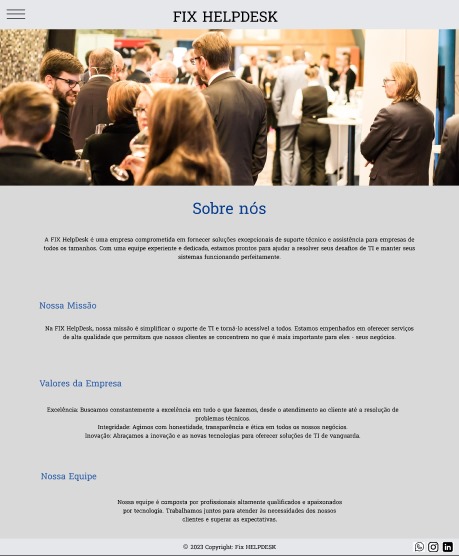 FIX HELPDESK
Sobre nós
A FIX HelpDesk é uma empresa comprometida em fornecer soluções excepcionais de suporte técnico e assistência para empresas de
todos os tamanhos. Com uma equipe experiente e dedicada, estamos prontos para ajudar a resolver seus desafios de TI e manter seus
sistemas funcionando perfeitamente.
Nossa Missão
Na FIX HelpDesk, nossa missão é simplificar o suporte de TI e torná-lo acessível a todos. Estamos empenhados em oferecer serviços
de alta qualidade que permitam que nossos clientes se concentrem no que é mais importante para eles - seus negócios.
Valores da Empresa
Excelência: Buscamos constantemente a excelência em tudo o que fazemos, desde o atendimento ao cliente até a resolução de
problemas técnicos.
Integridade: Agimos com honestidade, transparência e ética em todos os nossos negócios.
Inovação: Abraçamos a inovação e as novas tecnologias para oferecer soluções de TI de vanguarda.
Nossa Equipe
Nossa equipe é composta por profissionais altamente qualificados e apaixonados
por tecnologia. Trabalhamos juntos para atender às necessidades dos nossos
clientes e superar as expectativas.
© 2023 Copyright: Fix HELPDESK